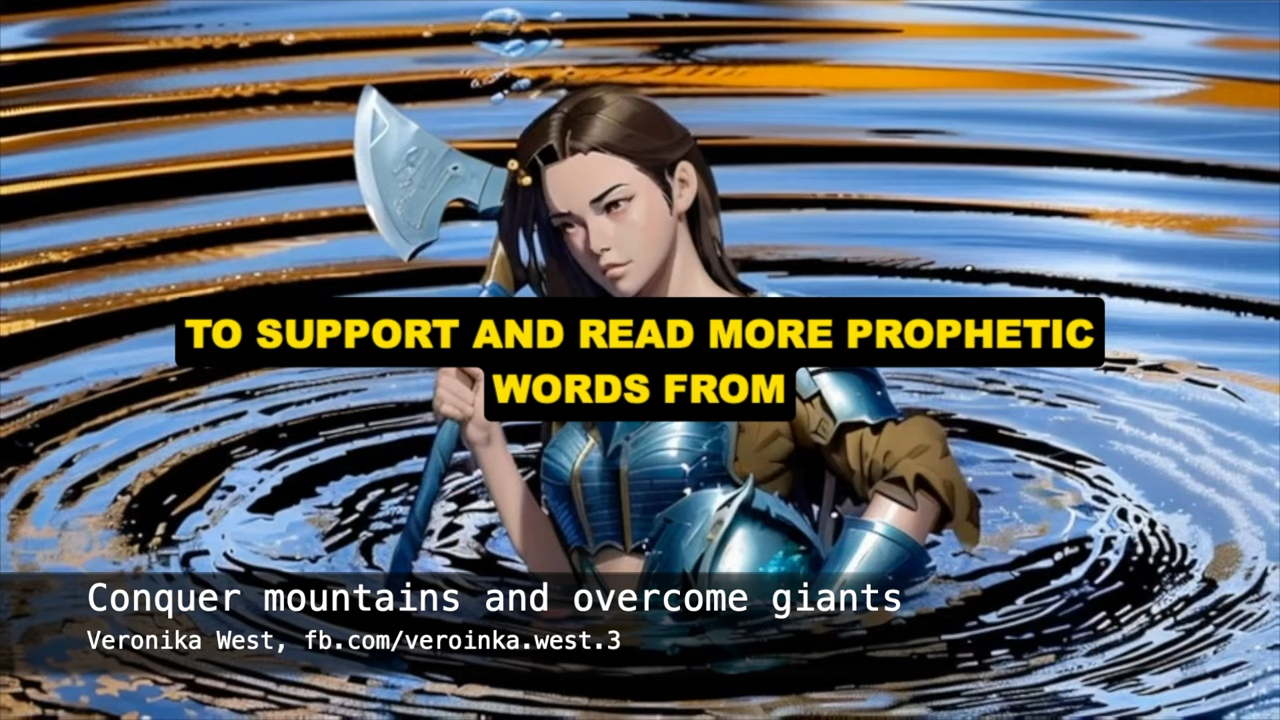 TO SUPPORT AND READ MORE PROPHETIC
WORDS FROM
Conquer mountains and overcome giants
Veronika West, fb.com/veroinka.west.3